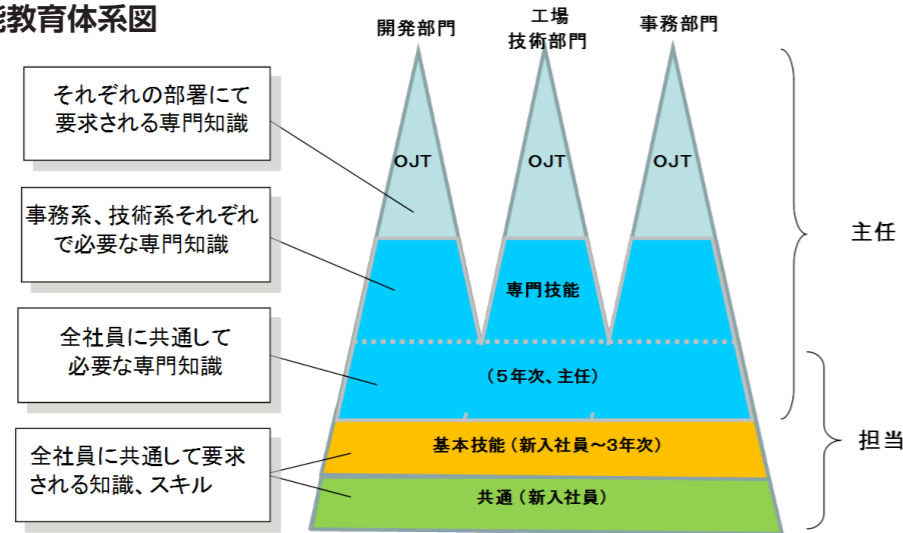 能教育体系図
開発部門
工場
技術部門
事務部門
それぞれの部署にて
要求される専門知識
OJT
OJT
OJT
事務系、技術系それぞれ
で必要な専門知識
主任
専門技能
全社員に共通して
必要な専門知識
(5年次、主任)
担当
基本技能(新入社員~3年次)
全社員に共通して要求
される知識、スキル
共通(新入社員)